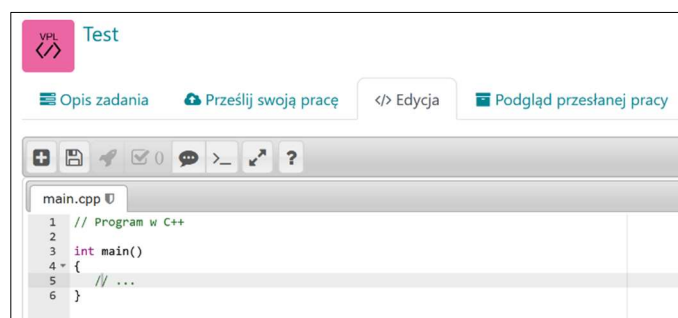 VPL
</>
Test
Opis zadania Prześlij swoją pracę </> Edycja Podgląd przesłanej pracy
0 >_ ?
main.cpp
1 // Program w C++
2
3 int main()
4 {
5 // ...
6 }